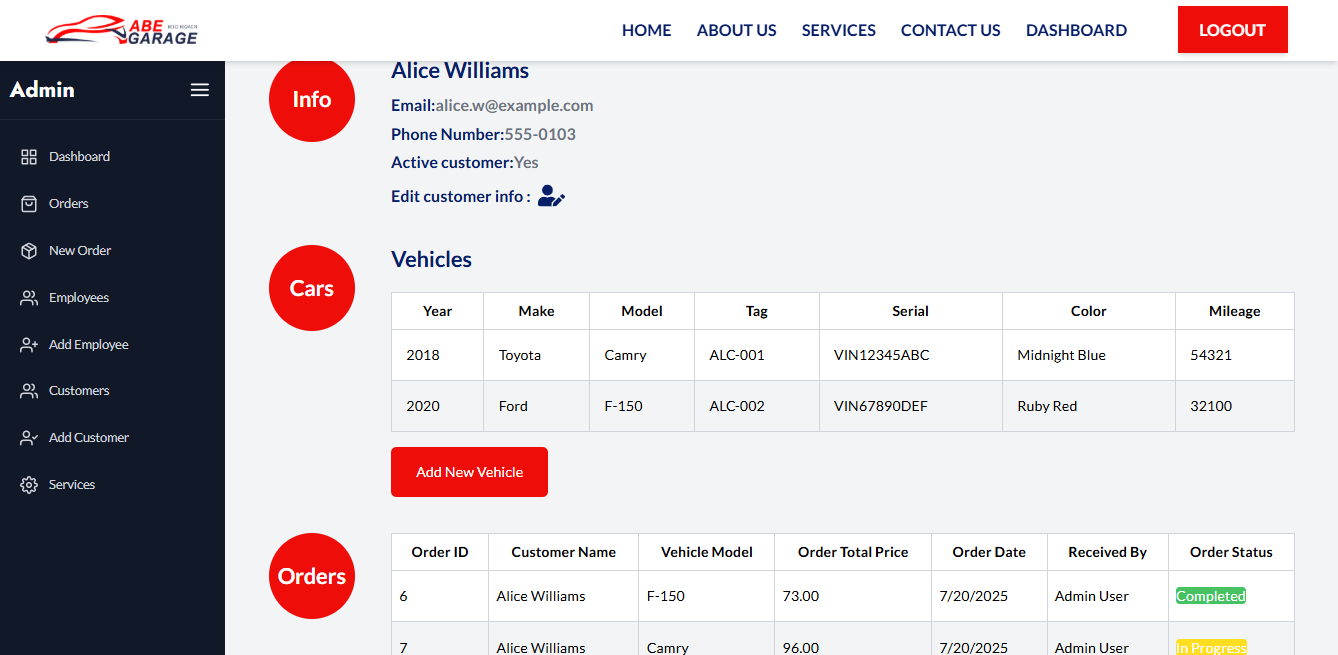 ABE
GARAGE
HOME ABOUT US SERVICES CONTACT US DASHBOARD LOGOUT
Admin
Dashboard
Orders
New Order
Employees
Add Employee
Customers
Add Customer
Services
Info
Alice Williams
Email:alice.w@example.com
Phone Number:555-0103
Active customer:Yes
Edit customer info :
Cars
Vehicles
Year Make Model Tag Serial Color Mileage
2018 Toyota Camry ALC-001 VIN12345ABC Midnight Blue 54321
2020 Ford F-150 ALC-002 VIN67890DEF Ruby Red 32100
Add New Vehicle
Orders
Order ID Customer Name Vehicle Model Order Total Price Order Date Received By Order Status
6 Alice Williams F-150 73.00 7/20/2025 Admin User Completed
7 Alice Williams Camry 96.00 7/20/2025 Admin User In Progress